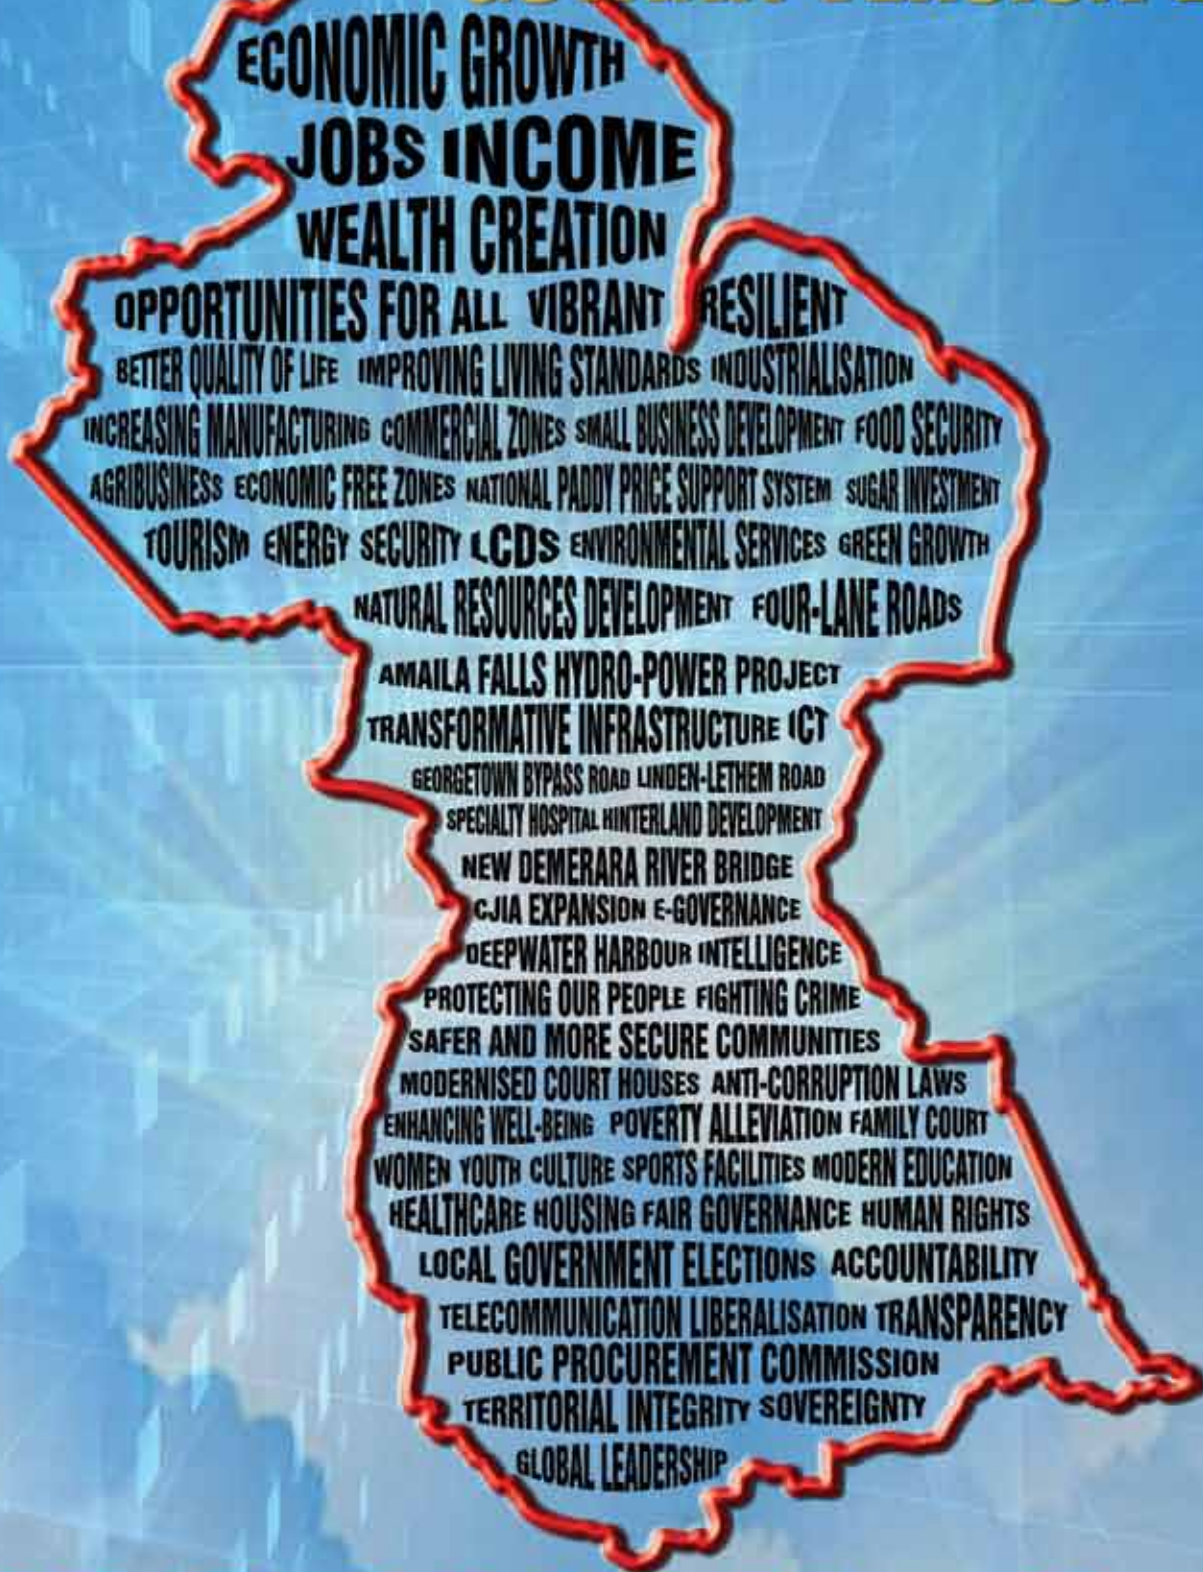 ECONOMIC GROWTH
JOBS INCOME
WEALTH CREATION
OPPORTUNITIES FOR ALL VIBRANT RESILIENT
BETTER QUALITY OF LIFE IMPROVING LIVING STANDARDS INDUSTRIALISATION
INCREASING MANUFACTURING COMMERCIAL ZONES SMALL BUSINESS DEVELOPMENT FOOD SECURITY
AGRIBUSINESS ECONOMIC FREE ZONES NATIONAL PADDY PRICE SUPPORT SYSTEM SUGAR INVESTMENT
TOURISM ENERGY SECURITY LCDS ENVIRONMENTAL SERVICES GREEN GROWTH
NATURAL RESOURCES DEVELOPMENT FOUR-LANE ROADS
AMAILA FALLS HYDRO-POWER PROJECT
TRANSFORMATIVE INFRASTRUCTURE ICT
GEORGETOWN BYPASS ROAD LINDEN-LETHEM ROAD
SPECIALTY HOSPITAL HINTERLAND DEVELOPMENT
NEW DEMERARA RIVER BRIDGE
CJIA EXPANSION E-GOVERNANCE
DEEPWATER HARBOUR INTELLIGENCE
PROTECTING OUR PEOPLE FIGHTING CRIME
SAFER AND MORE SECURE COMMUNITIES
MODERNISED COURT HOUSES ANTI-CORRUPTION LAWS
ENHANCING WELL-BEING POVERTY ALLEVIATION FAMILY COURT
WOMEN YOUTH CULTURE SPORTS FACILITIES MODERN EDUCATION
HEALTHCARE HOUSING FAIR GOVERNANCE HUMAN RIGHTS
LOCAL GOVERNMENT ELECTIONS ACCOUNTABILITY
TELECOMMUNICATION LIBERALISATION TRANSPARENCY
PUBLIC PROCUREMENT COMMISSION
TERRITORIAL INTEGRITY SOVEREIGNTY
GLOBAL LEADERSHIP